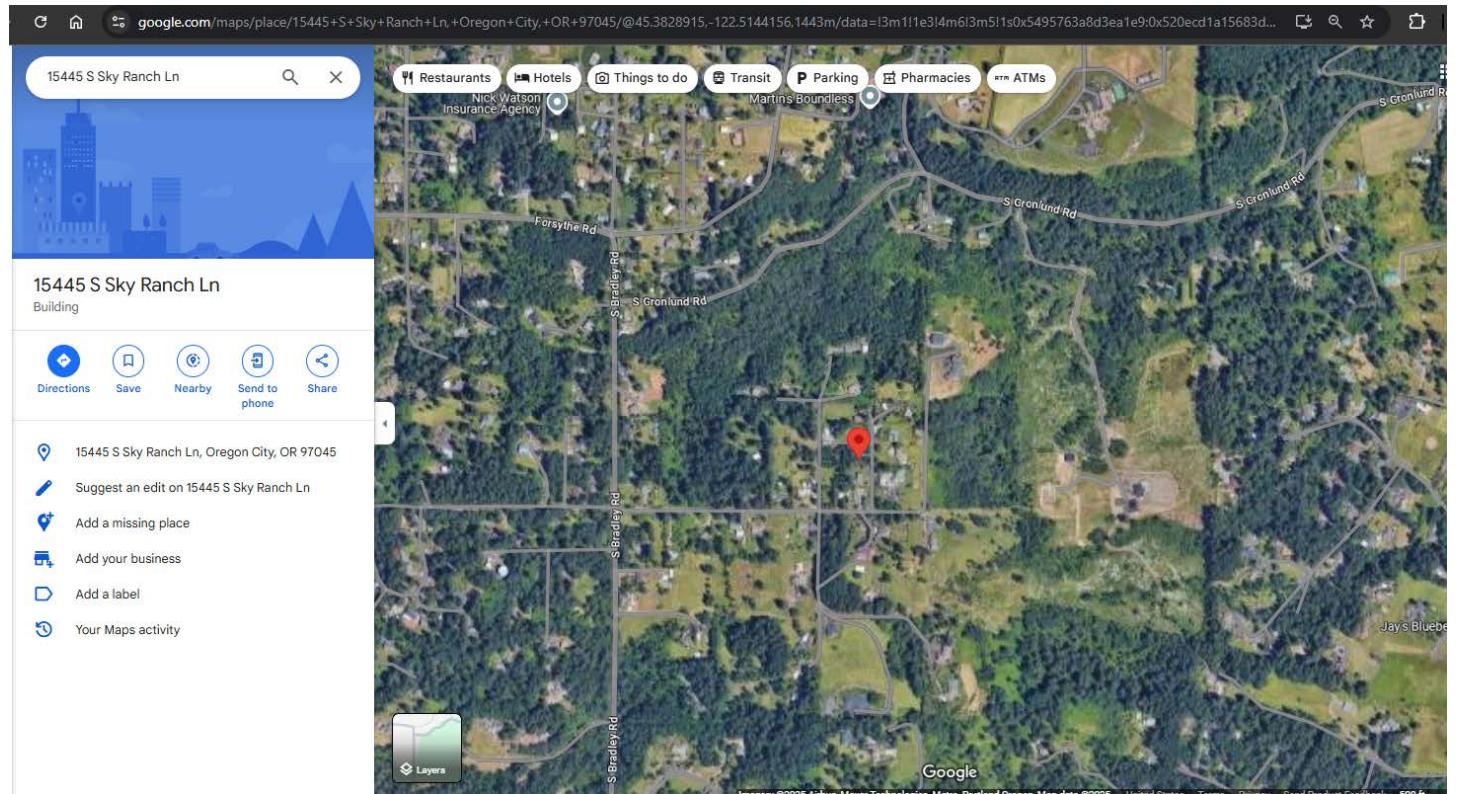 google.com/maps/place/15445+S+Sky+Ranch+Ln,+Oregon+City,+OR+97045/@45.3828915,-122.5144156,1443m/data=!3m1!1e3!4m6!3m5!1s0x5495763a8d3ea1e9:0x520ecd1a15683d...
15445 S Sky Ranch Ln
Restaurants
Hotels
Things to do
Transit
Parking
Pharmacies
ATMs
15445 S Sky Ranch Ln
Building
Directions
Save
Nearby
Send to
phone
Share
15445 S Sky Ranch Ln, Oregon City, OR 97045
Suggest an edit on 15445 S Sky Ranch Ln
Add a missing place
Add your business
Add a label
Your Maps activity
Nick Watson
Insurance Agency
Martin's Boundless
S Gronlund R
Forsythe Rd
S Gronlund Rd
S Gronlund Rd
S Bradley Rd
S Gronlund Rd
S Bradley Rd
Jay's Bluebe
S Bradley Rd
Layers
Google